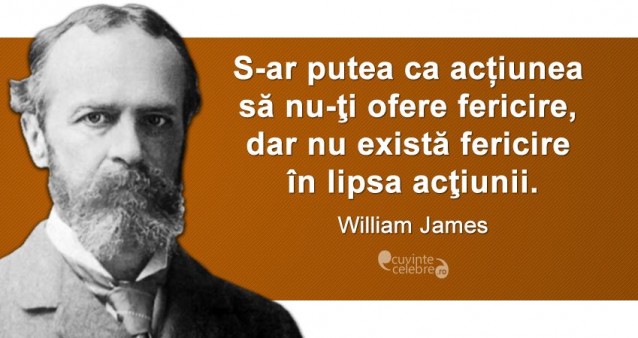 S-ar putea ca acțiunea
să nu-ţi ofere fericire,
dar nu există fericire
în lipsa acţiunii.
William James
cuvinte
celebre.ro